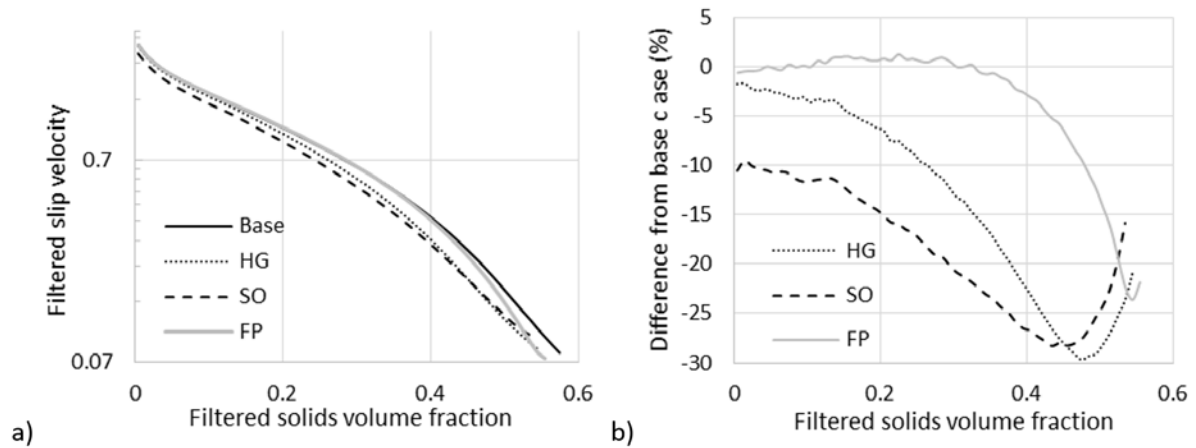 Filtered slip velocity
0.7
0.07
Base
HG
SO
FP
0
0.2
0.4
0.6
Filtered solids volume fraction
a)
Difference from base c ase (%)
5
0
-5
-10
-15
-20
-25
-30
HG
SO
FP
0
0.2
0.4
0.6
Filtered solids volume fraction
b)